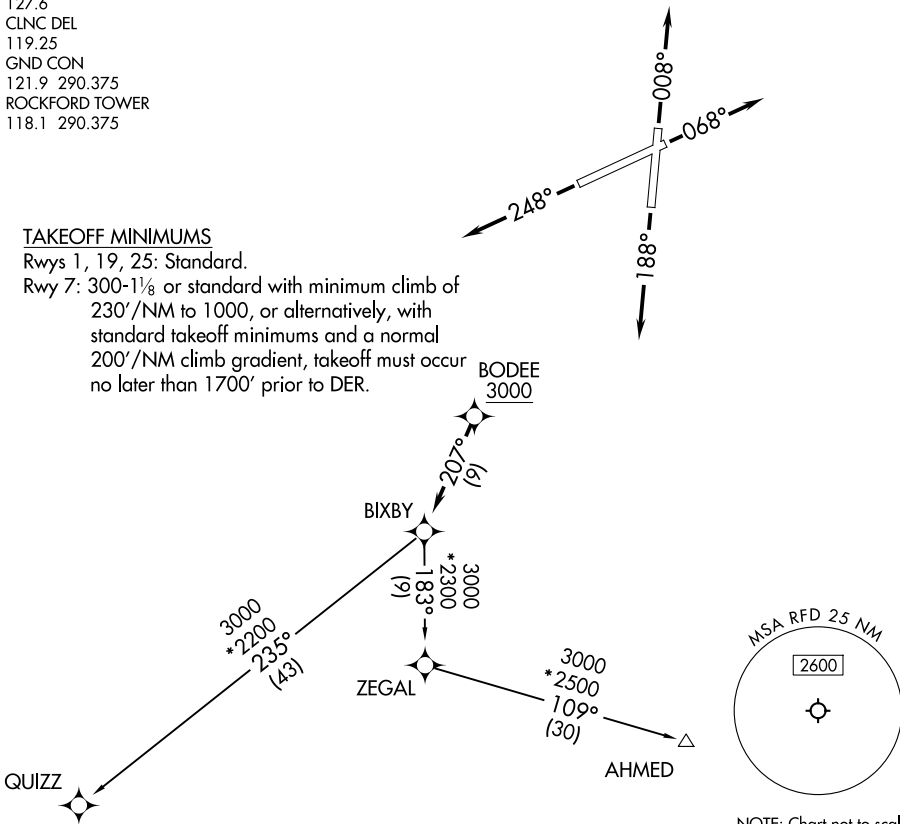 127.6
CLNC DEL
119.25
GND CON
121.9 290.375
ROCKFORD TOWER
118.1 290.375
008°
068°
248°
188°
TAKEOFF MINIMUMS
Rwys 1, 19, 25: Standard.
Rwy 7: 300-1⅛ or standard with minimum climb of
230'/NM to 1000, or alternatively, with
standard takeoff minimums and a normal
200'/NM climb gradient, takeoff must occur
no later than 1700' prior to DER.
BODEE
3000
207°
(9)
BIXBY
3000
*2300
183°
(9)
3000
*2200
235°
(43)
ZEGAL
3000
*2500
109°
(30)
AHMED
QUIZZ
MSA RFD 25 NM
2600
NOTE: Chart not to scal